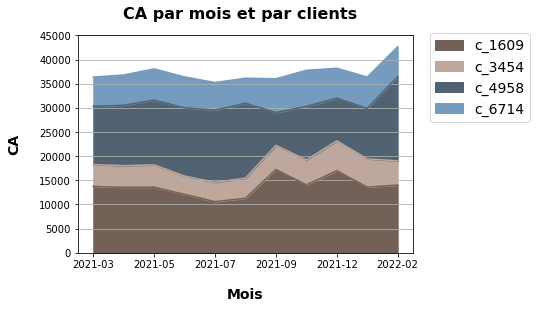 CA par mois et par clients
45000
40000
35000
30000
25000
20000
15000
10000
5000
0
CA
2021-03 2021-05 2021-07 2021-09 2021-12 2022-02
Mois
c_1609
c_3454
c_4958
c_6714